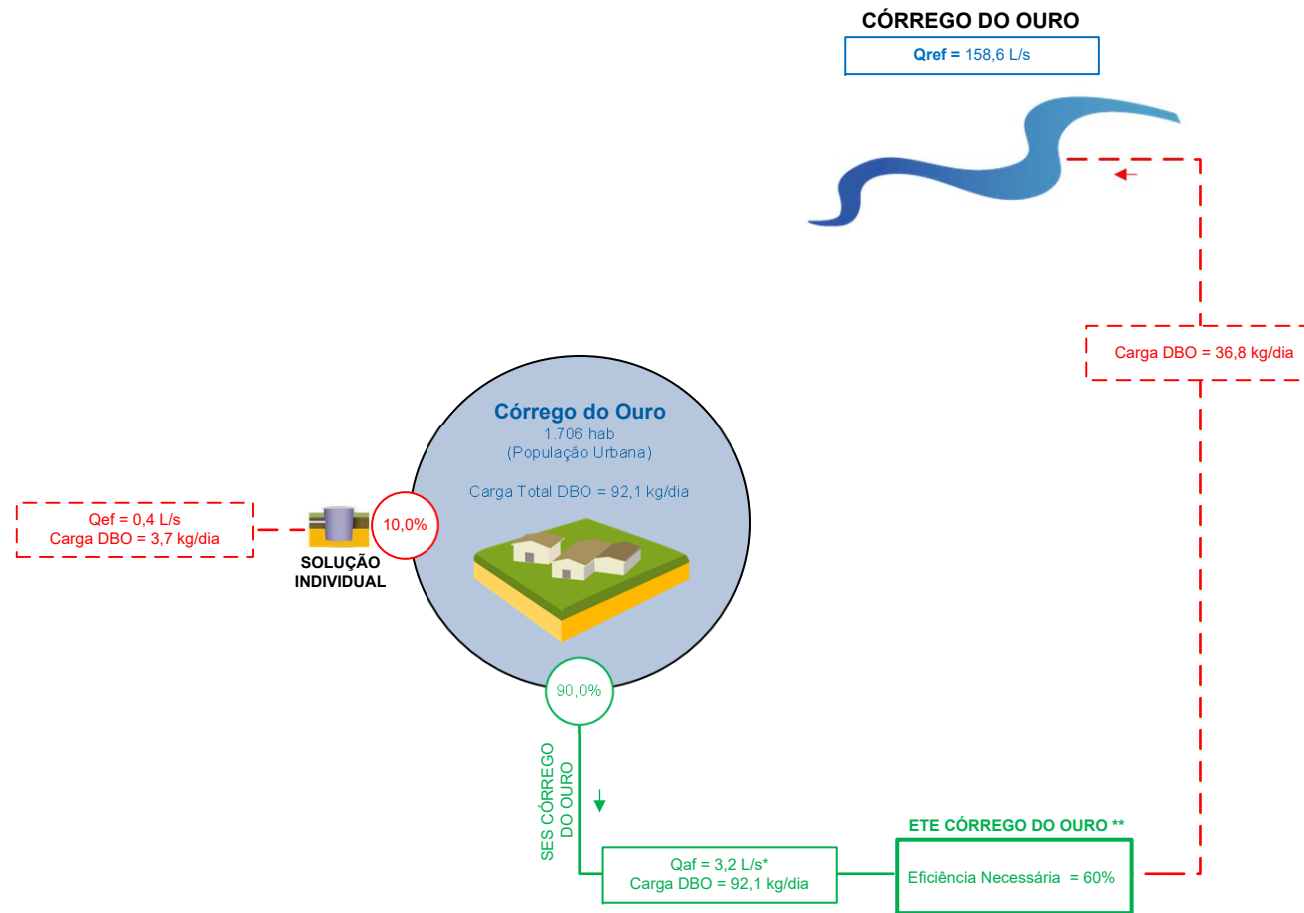 CÓRREGO DO OURO
Qref = 158,6 L/s
Carga DBO = 36,8 kg/dia
Córrego do Ouro
1.706 hab
(População Urbana)
Carga Total DBO = 92,1 kg/dia
Qef = 0,4 L/s
Carga DBO = 3,7 kg/dia
10,0%
SOLUÇÃO
INDIVIDUAL
90,0%
SES CÓRREGO
DO OURO
Qaf = 3,2 L/s*
Carga DBO = 92,1 kg/dia
ETE CÓRREGO DO OURO **
Eficiência Necessária = 60%